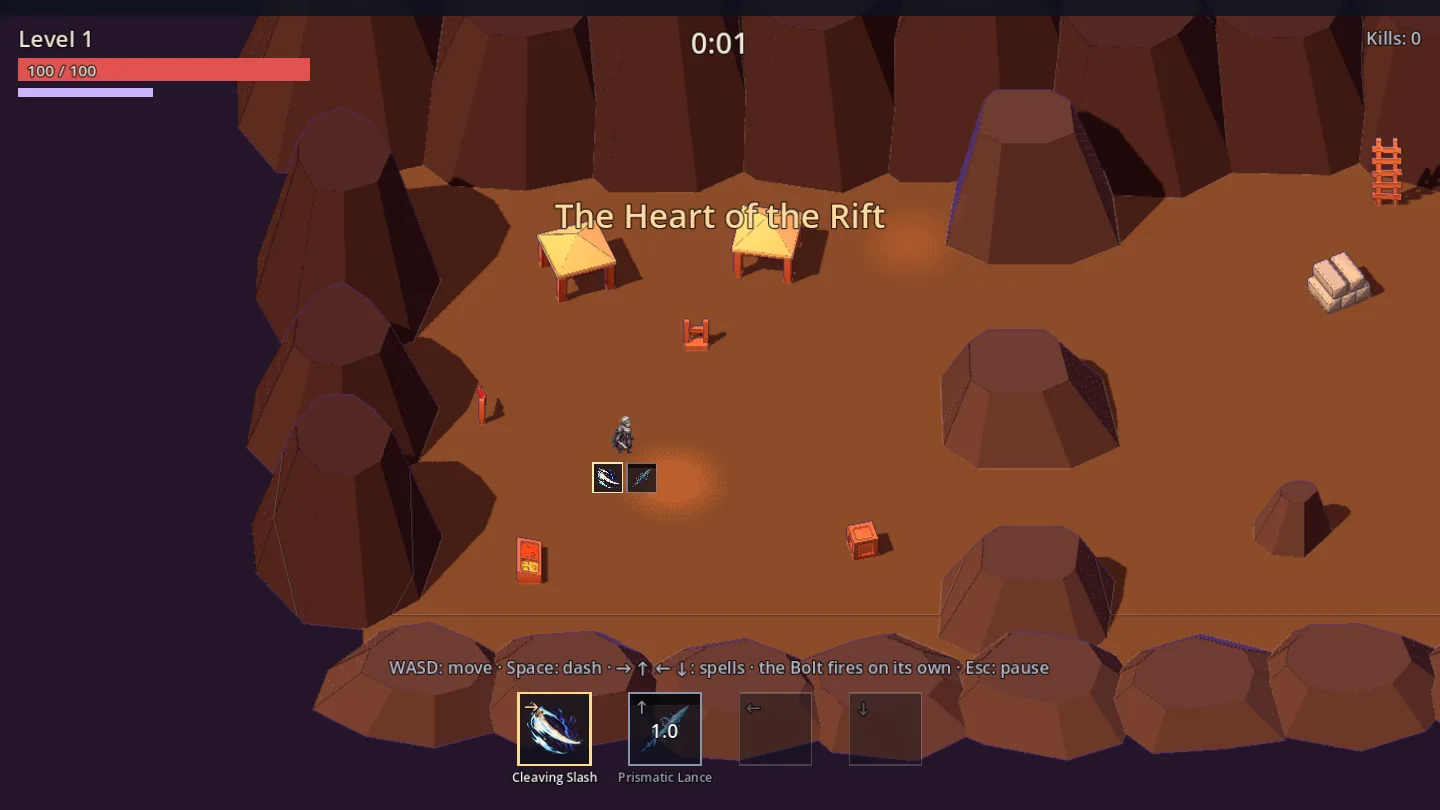 Level 1
0:01
Kills: 0
100 / 100
The Heart of the Rift
WASD: move · Space: dash · → ↑ ← ↓: spells · the Bolt fires on its own · Esc: pause
→
↑
←
↓
1.0
Cleaving Slash
Prismatic Lance